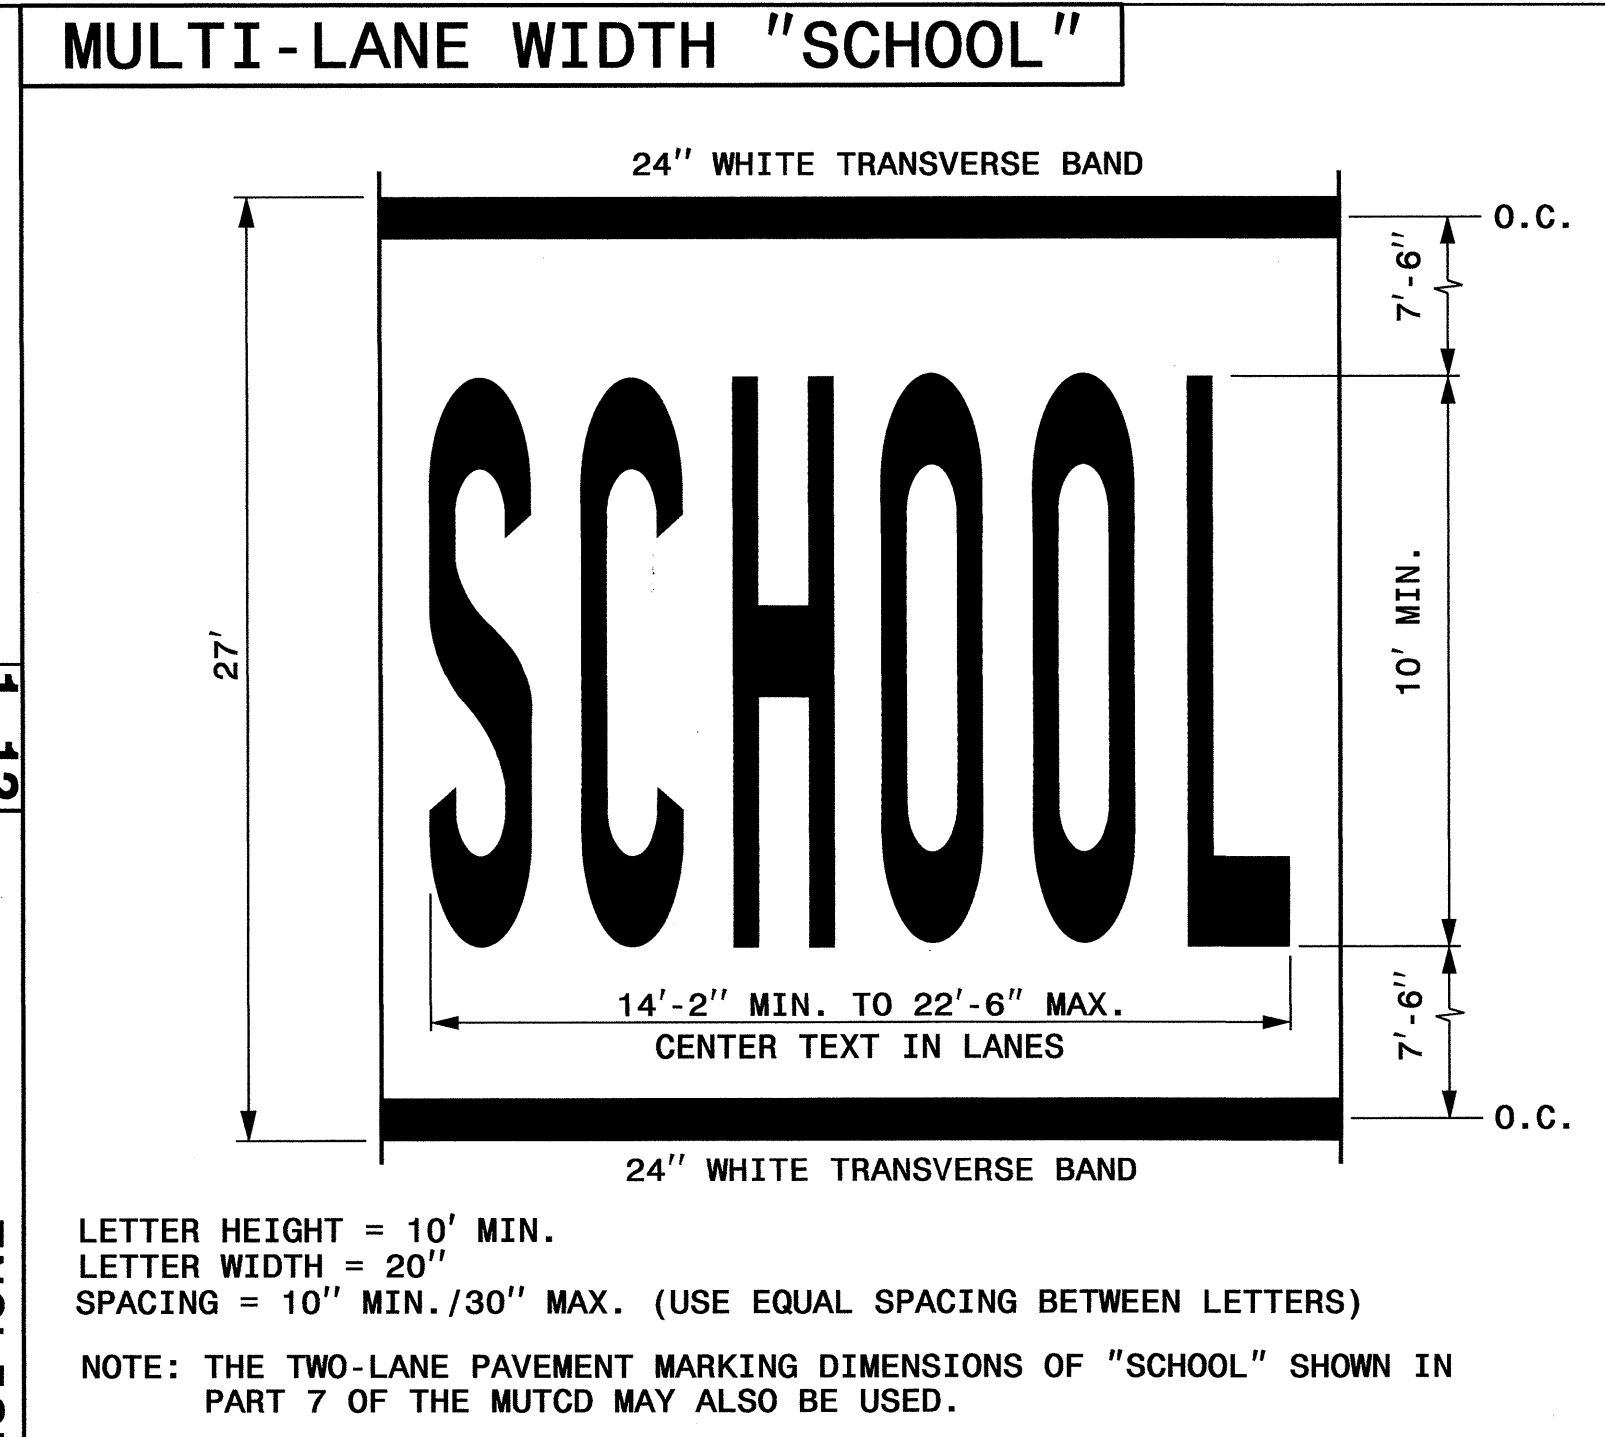 MULTI-LANE WIDTH "SCHOOL"
24" WHITE TRANSVERSE BAND
O.C.
7'-6"
SCHOOL
27'
10' MIN.
14'-2" MIN. TO 22'-6" MAX.
CENTER TEXT IN LANES
7'-6"
O.C.
24" WHITE TRANSVERSE BAND
LETTER HEIGHT = 10' MIN.
LETTER WIDTH = 20"
SPACING = 10" MIN./30" MAX. (USE EQUAL SPACING BETWEEN LETTERS)
NOTE: THE TWO-LANE PAVEMENT MARKING DIMENSIONS OF "SCHOOL" SHOWN IN
PART 7 OF THE MUTCD MAY ALSO BE USED.